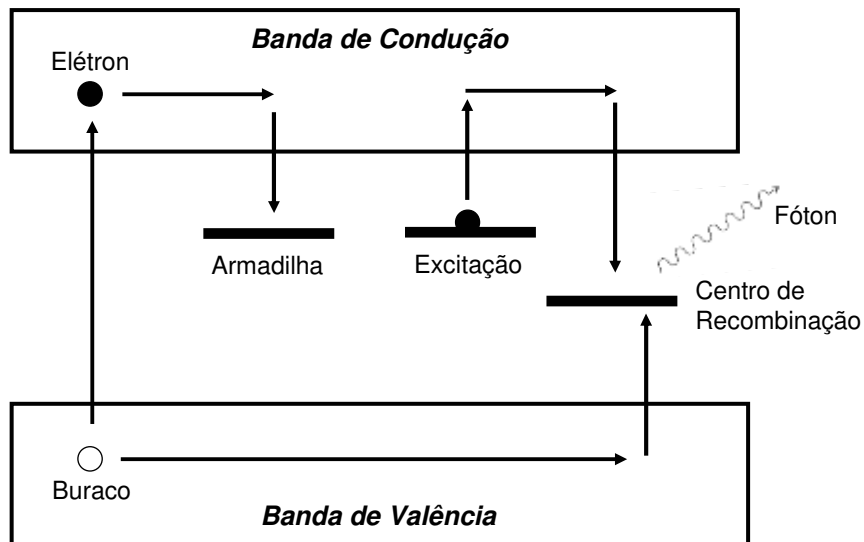 Banda de Condução
Elétron
Armadilha
Excitação
Fóton
Centro de
Recombinação
Buraco
Banda de Valência